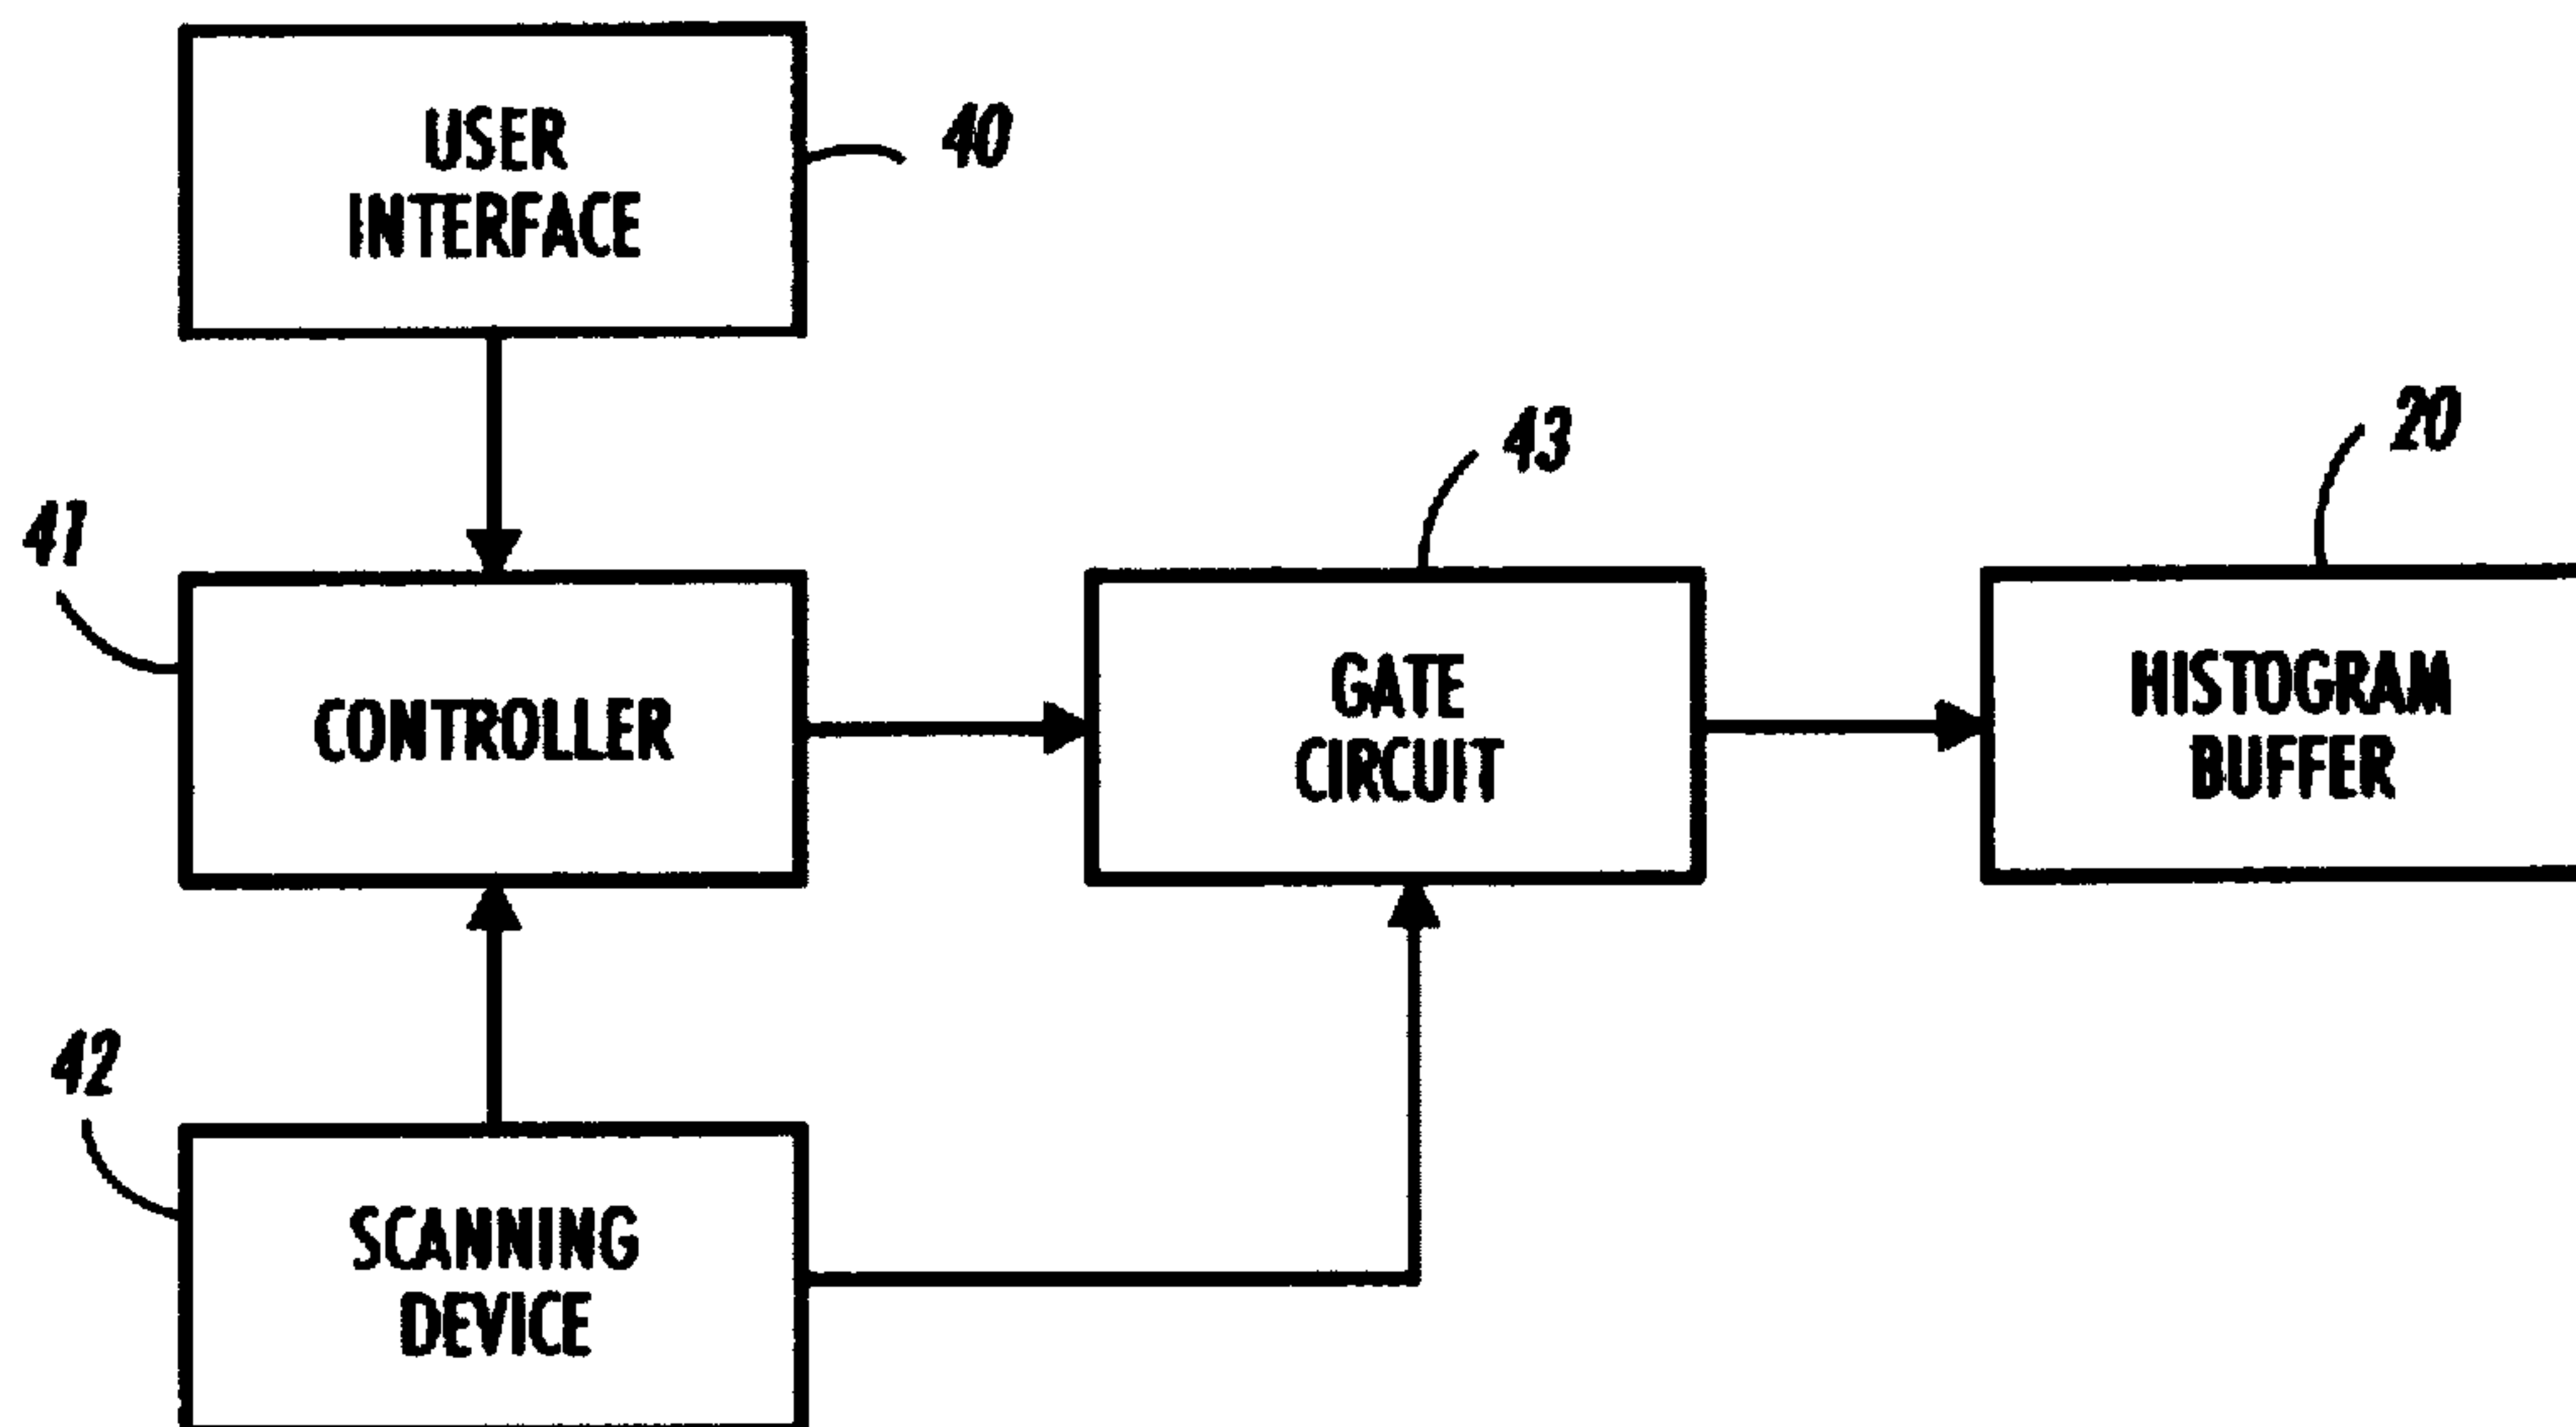 USER
INTERFACE
40
43
20
41
CONTROLLER
GATE
CIRCUIT
HISTOGRAM
BUFFER
42
SCANNING
DEVICE